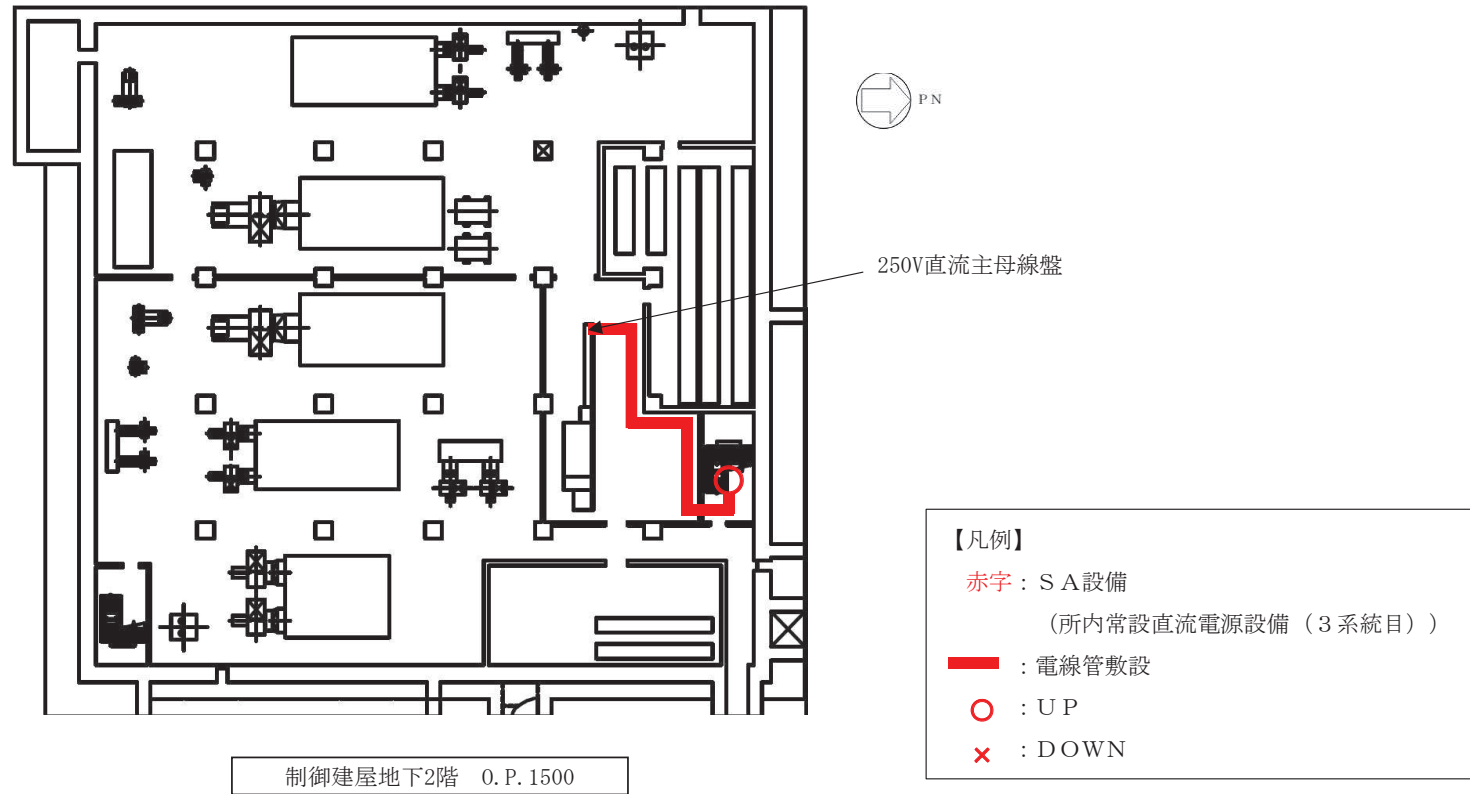 ＰＮ
250V直流主母線盤
【凡例】
赤字：ＳＡ設備
（所内常設直流電源設備（３系統目））
：電線管敷設
：ＵＰ
：ＤＯＷＮ
制御建屋地下2階　O.P.1500